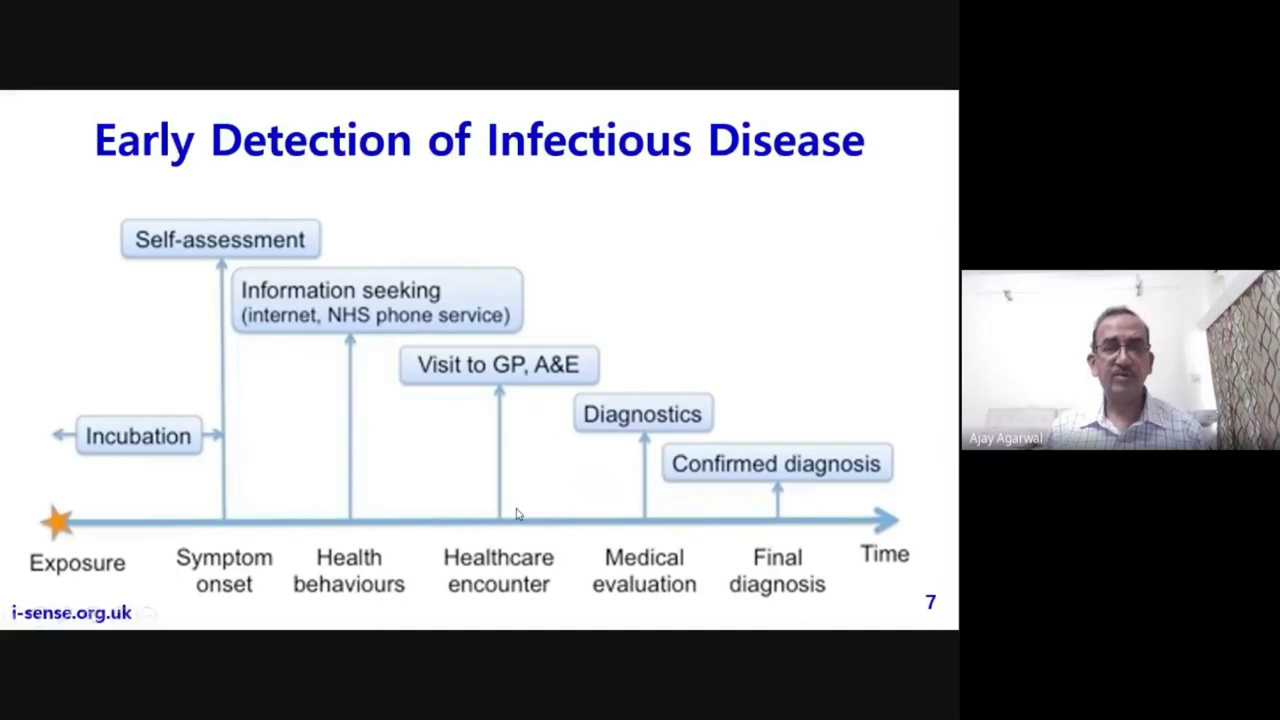 Early Detection of Infectious Disease
Self-assessment
Information seeking
(internet, NHS phone service)
Visit to GP, A&E
Diagnostics
Incubation
Confirmed diagnosis
Exposure
Symptom
onset
Health
behaviours
Healthcare
encounter
Medical
evaluation
Final
diagnosis
Time
i-sense.org.uk
7
Ajay Agarwal